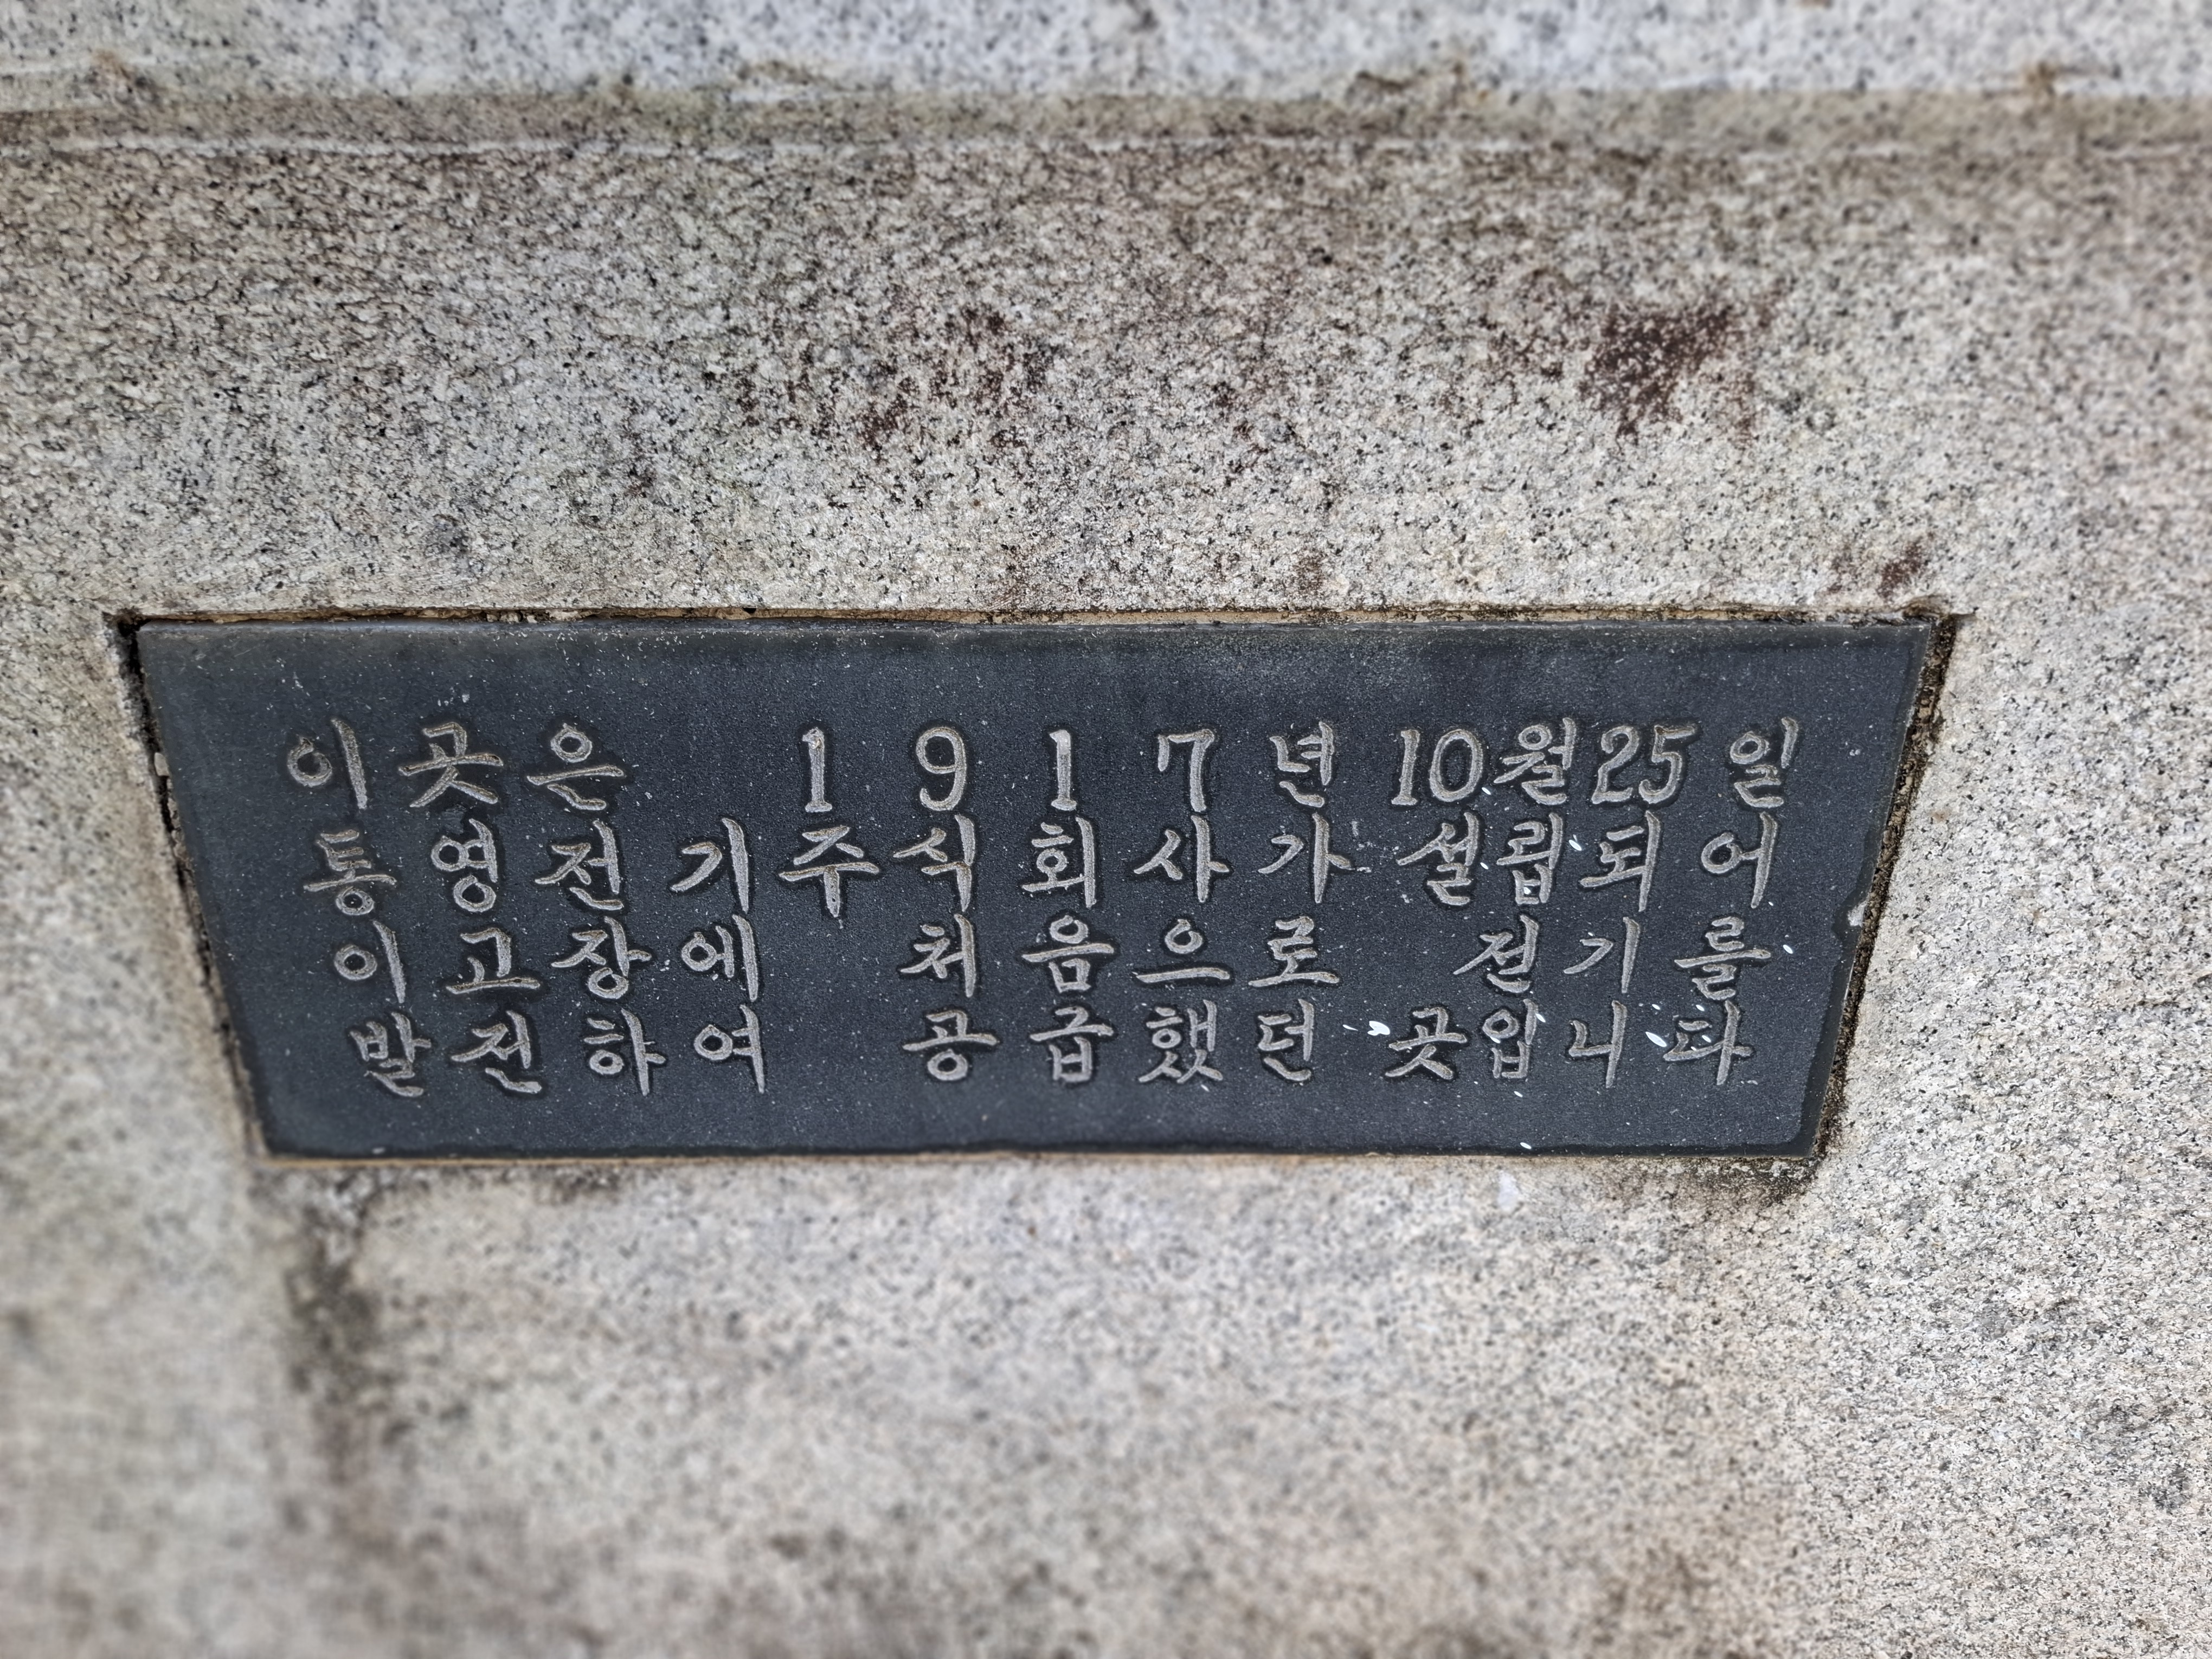 이곳은 1917년 10월25일
통영전기주식회사가 설립되어
이고장에 처음으로 전기를
발전하여 공급했던 곳입니다